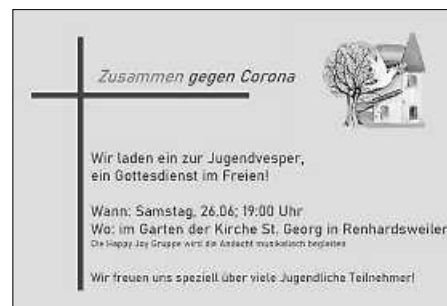 Zusammen gegen Corona
Wir laden ein zur Jugendvesper,
ein Gottesdienst im Freien!
Wann: Samstag, 26.06; 19:00 Uhr
Wo: im Garten der Kirche St. Georg in Renhardsweiler
Die Happy Joy Gruppe wird die Andacht musikalisch begleiten
Wir freuen uns speziell über viele Jugendliche Teilnehmer!